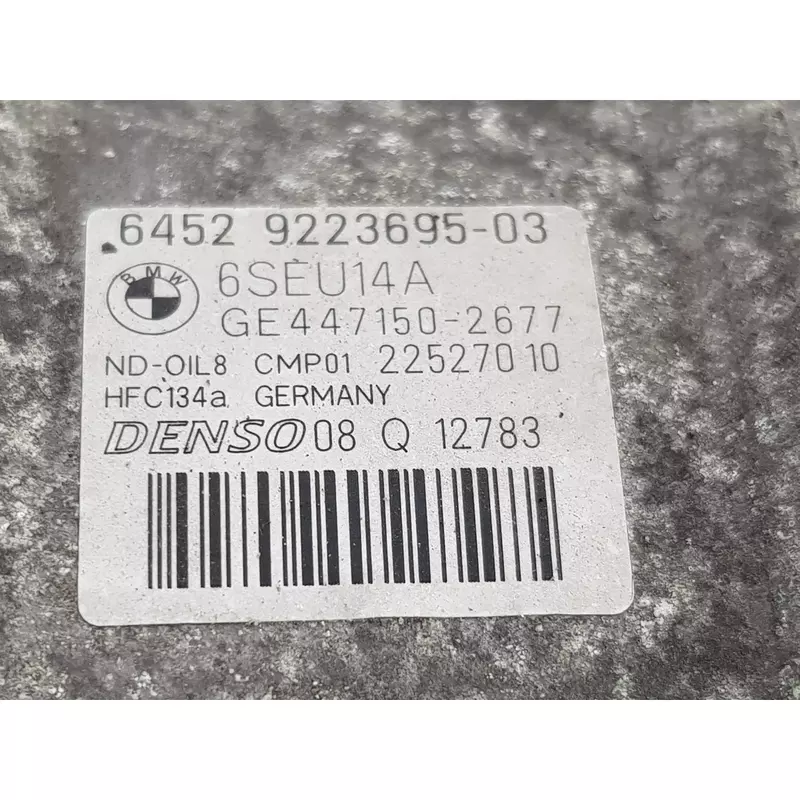 6452 9223695-03
BMW 6SEU14A
GE447150-2677
ND-OIL8 CMP01 22527010
HFC134a GERMANY
DENSO 08 Q 12783